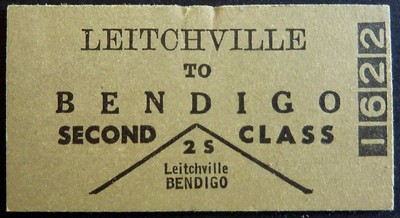 LEITCHVILLE
TO
BENDIGO
SECOND CLASS
2 S
Leitchville
BENDIGO
1622